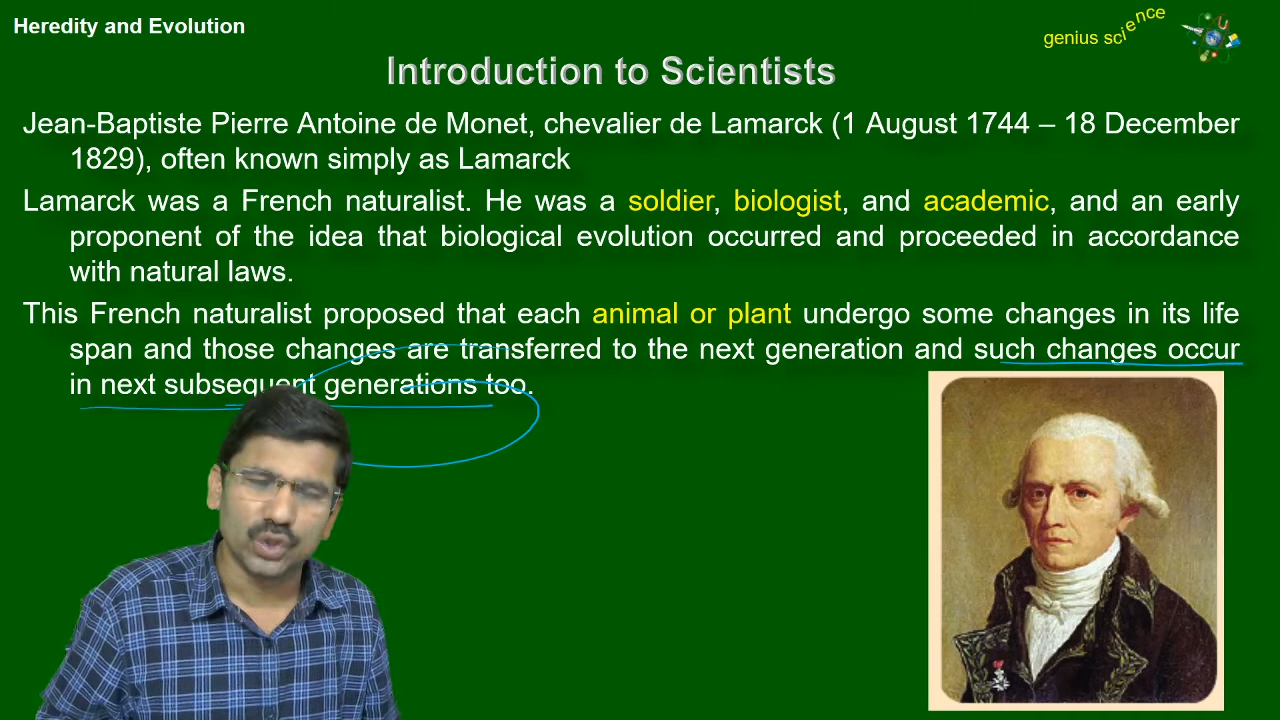 Heredity and Evolution
genius science
Introduction to Scientists
Jean-Baptiste Pierre Antoine de Monet, chevalier de Lamarck (1 August 1744 – 18 December
1829), often known simply as Lamarck
Lamarck was a French naturalist. He was a soldier, biologist, and academic, and an early
proponent of the idea that biological evolution occurred and proceeded in accordance
with natural laws.
This French naturalist proposed that each animal or plant undergo some changes in its life
span and those changes are transferred to the next generation and such changes occur
in next subsequent generations too.